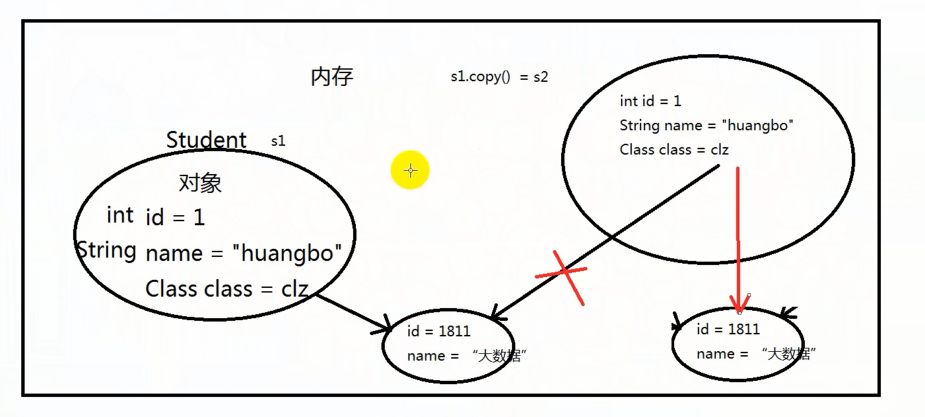 内存
s1.copy() = s2
Student s1
对象
int id = 1
String name = "huangbo"
Class class = clz
int id = 1
String name = "huangbo"
Class class = clz
id = 1811
name = “大数据”
id = 1811
name = “大数据”